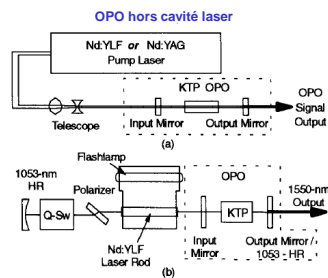 OPO hors cavité laser
Nd:YLF or Nd:YAG
Pump Laser
KTP OPO
OPO
Signal
Output
Telescope
Input Mirror
Output Mirror
(a)
Flashlamp
1053-nm
HR
Polarizer
OPO
1550-nm
Output
Q-Sw
KTP
Nd:YLF
Laser Rod
Input
Mirror
Output Mirror /
1053 - HR
(b)